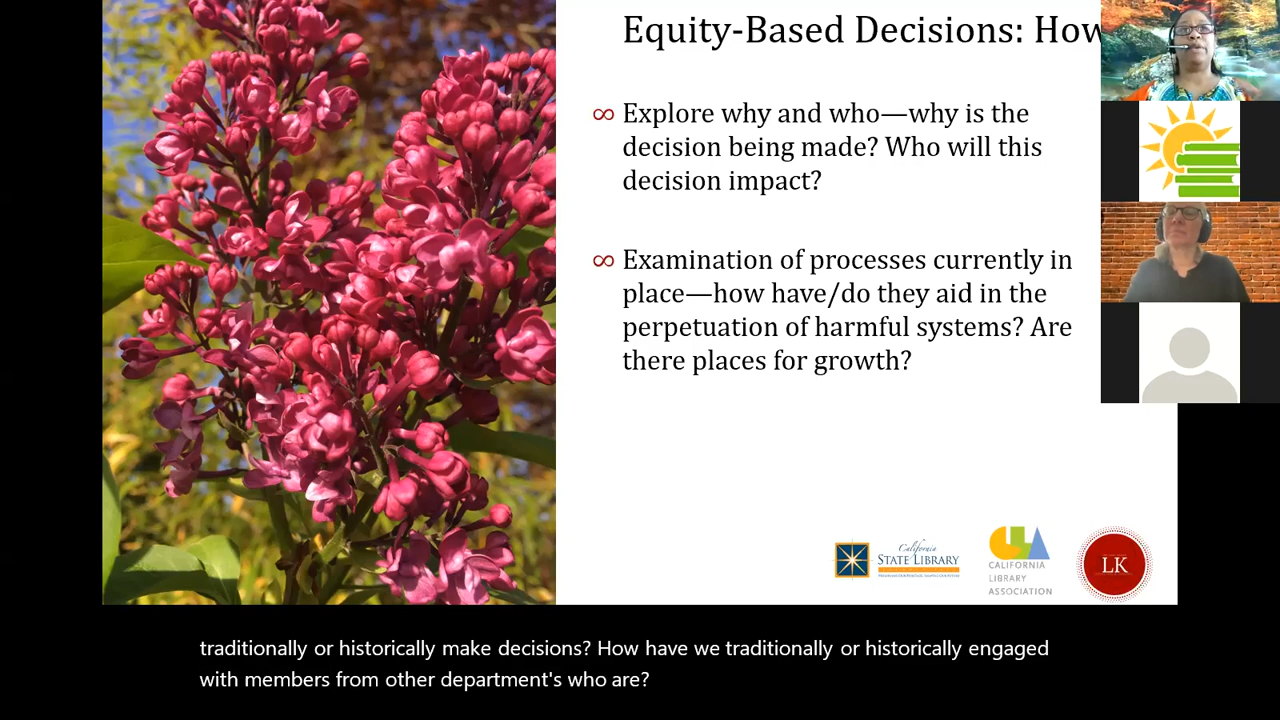 Equity-Based Decisions: How
∞ Explore why and who—why is the
decision being made? Who will this
decision impact?
∞ Examination of processes currently in
place—how have/do they aid in the
perpetuation of harmful systems? Are
there places for growth?
California
STATE LIBRARY
CLA
CALIFORNIA
LIBRARY
ASSOCIATION
LK
traditionally or historically make decisions? How have we traditionally or historically engaged
with members from other department's who are?